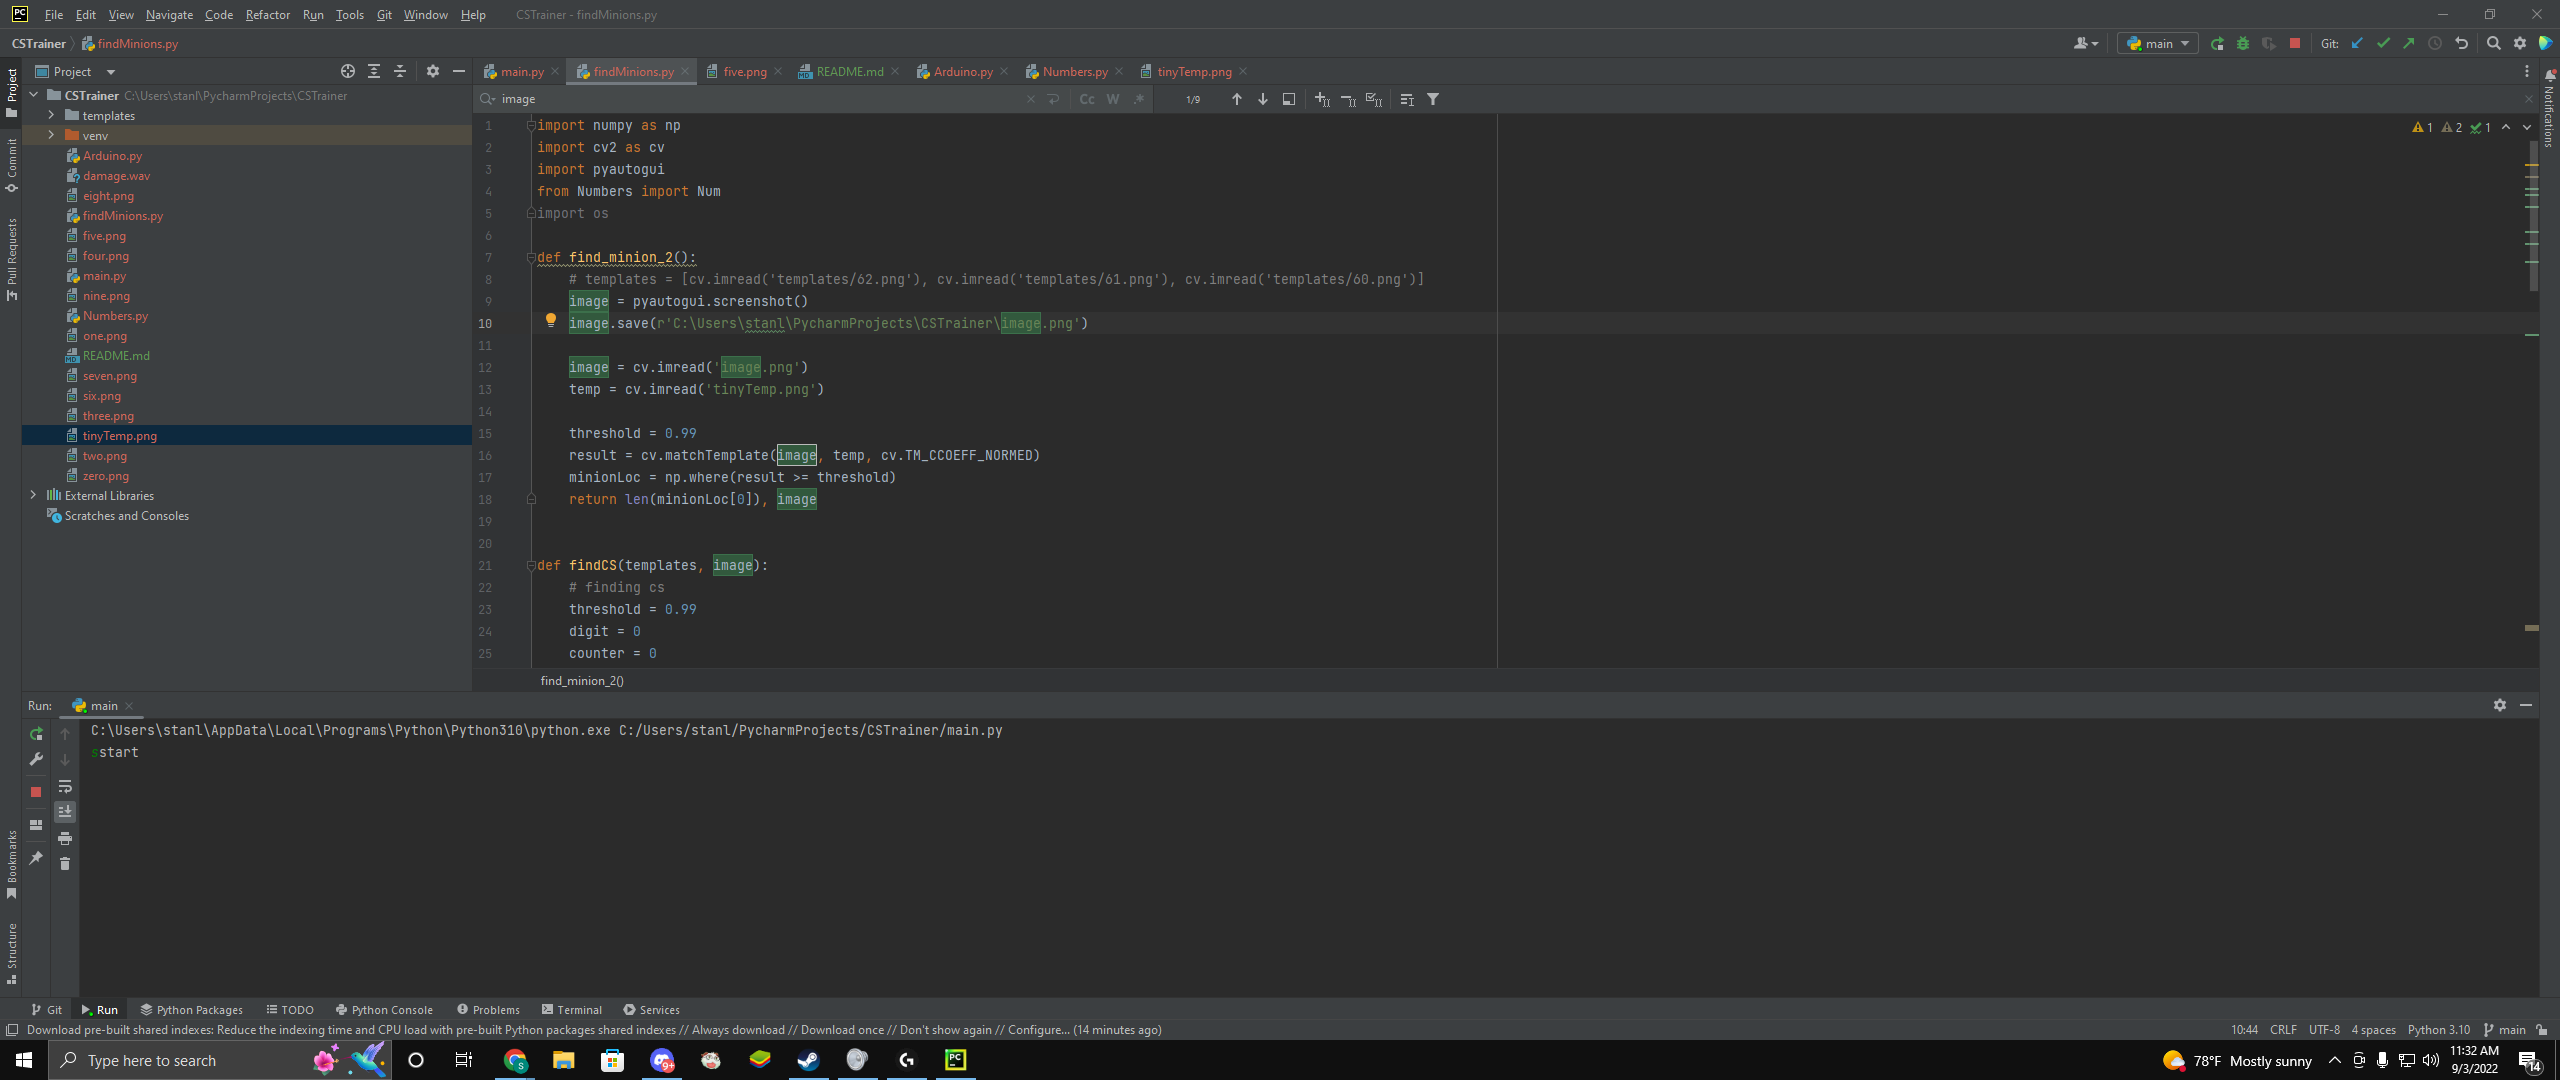 PC File Edit View Navigate Code Refactor Run Tools Git Window Help CSTrainer - findMinions.py
CSTrainer findMinions.py main Git:
Project
main.py findMinions.py five.png README.md Arduino.py Numbers.py tinyTemp.png
image Cc W .* 1/9
CSTrainer C:\Users\stanl\PycharmProjects\CSTrainer
templates
venv
Arduino.py
damage.wav
eight.png
findMinions.py
five.png
four.png
main.py
nine.png
Numbers.py
one.png
README.md
seven.png
six.png
three.png
tinyTemp.png
two.png
zero.png
External Libraries
Scratches and Consoles
Project
Commit
Pull Requests
Bookmarks
Structure
Notifications
1 2 1
1 import numpy as np
2 import cv2 as cv
3 import pyautogui
4 from Numbers import Num
5 import os
6
7 def find_minion_2():
8 # templates = [cv.imread('templates/62.png'), cv.imread('templates/61.png'), cv.imread('templates/60.png')]
9 image = pyautogui.screenshot()
10 image.save(r'C:\Users\stanl\PycharmProjects\CSTrainer\image.png')
11
12 image = cv.imread('image.png')
13 temp = cv.imread('tinyTemp.png')
14
15 threshold = 0.99
16 result = cv.matchTemplate(image, temp, cv.TM_CCOEFF_NORMED)
17 minionLoc = np.where(result >= threshold)
18 return len(minionLoc[0]), image
19
20
21 def findCS(templates, image):
22 # finding cs
23 threshold = 0.99
24 digit = 0
25 counter = 0
find_minion_2()
Run: main
C:\Users\stanl\AppData\Local\Programs\Python\Python310\python.exe C:/Users/stanl/PycharmProjects/CSTrainer/main.py
sstart
Git Run Python Packages TODO Python Console Problems Terminal Services
Download pre-built shared indexes: Reduce the indexing time and CPU load with pre-built Python packages shared indexes // Always download // Download once // Don't show again // Configure... (14 minutes ago) 10:44 CRLF UTF-8 4 spaces Python 3.10 main
Type here to search 9+ PC 78°F Mostly sunny 11:32 AM
9/3/2022 14